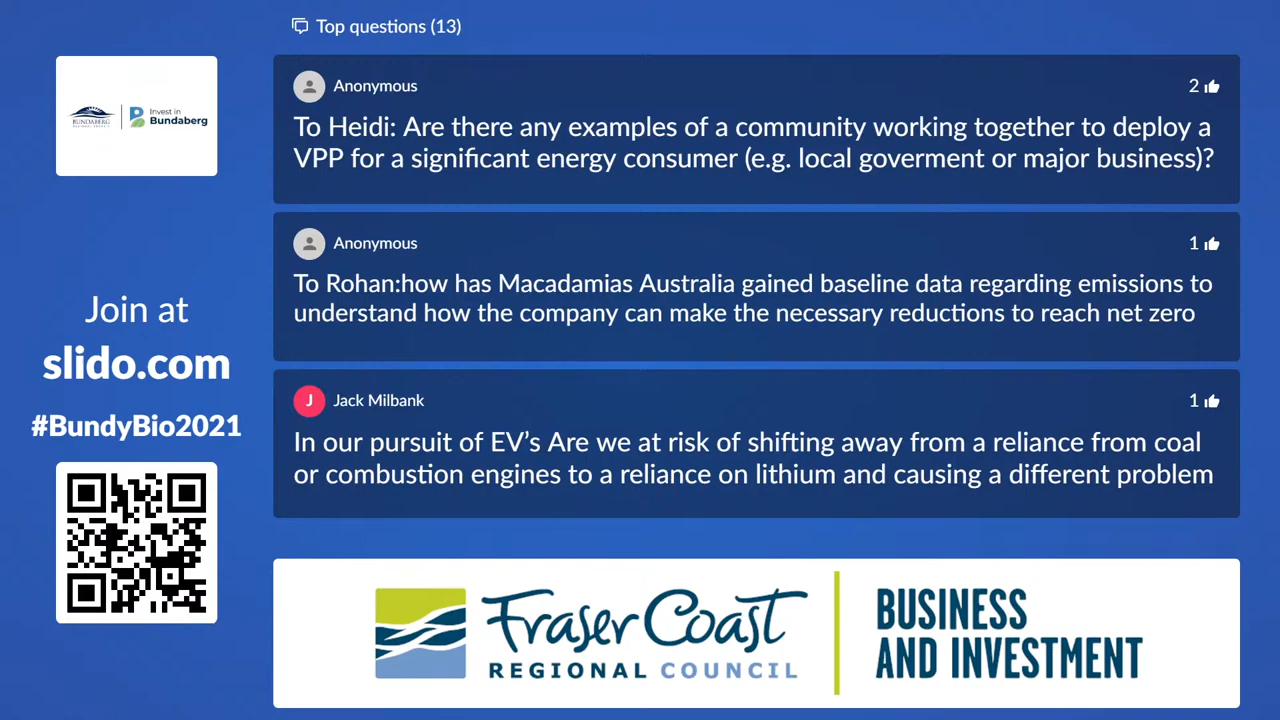 Top questions (13)
BUNDABERG
REGIONAL COUNCIL
Invest in
Bundaberg
Anonymous
2
To Heidi: Are there any examples of a community working together to deploy a
VPP for a significant energy consumer (e.g. local goverment or major business)?
Anonymous
1
To Rohan:how has Macadamias Australia gained baseline data regarding emissions to
understand how the company can make the necessary reductions to reach net zero
Join at
slido.com
#BundyBio2021
J
Jack Milbank
1
In our pursuit of EV’s Are we at risk of shifting away from a reliance from coal
or combustion engines to a reliance on lithium and causing a different problem
Fraser Coast
REGIONAL COUNCIL
BUSINESS
AND INVESTMENT